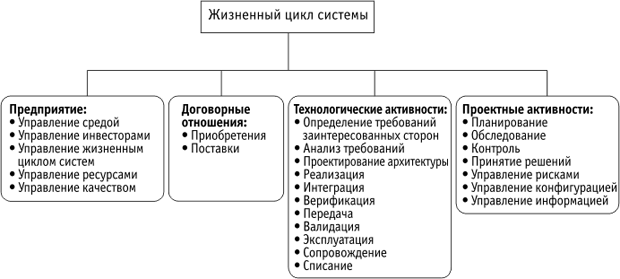 Жизненный цикл системы
Предприятие:
• Управление средой
• Управление инвесторами
• Управление жизненным
циклом систем
• Управление ресурсами
• Управление качеством
Договорные
отношения:
• Приобретения
• Поставки
Технологические активности:
• Определение требований
заинтересованных сторон
• Анализ требований
• Проектирование архитектуры
• Реализация
• Интеграция
• Верификация
• Передача
• Валидация
• Эксплуатация
• Сопровождение
• Списание
Проектные активности:
• Планирование
• Обследование
• Контроль
• Принятие решений
• Управление рисками
• Управление конфигурацией
• Управление информацией